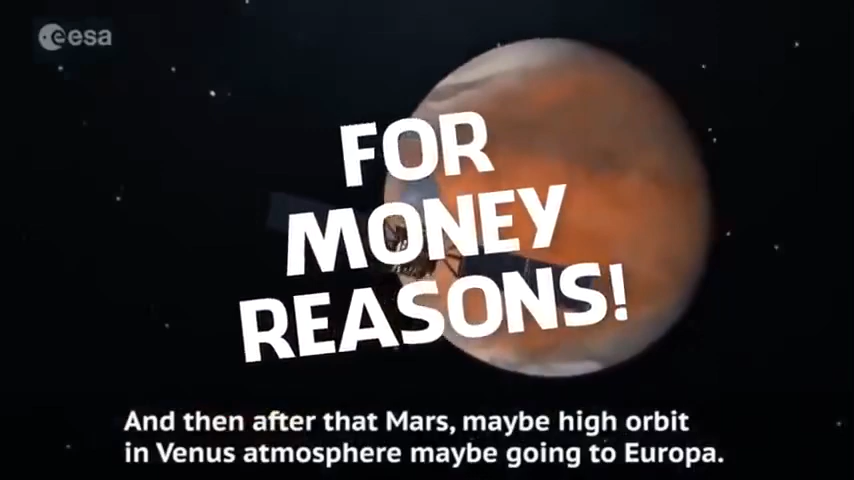 esa
FOR
MONEY
REASONS!
And then after that Mars, maybe high orbit
in Venus atmosphere maybe going to Europa.